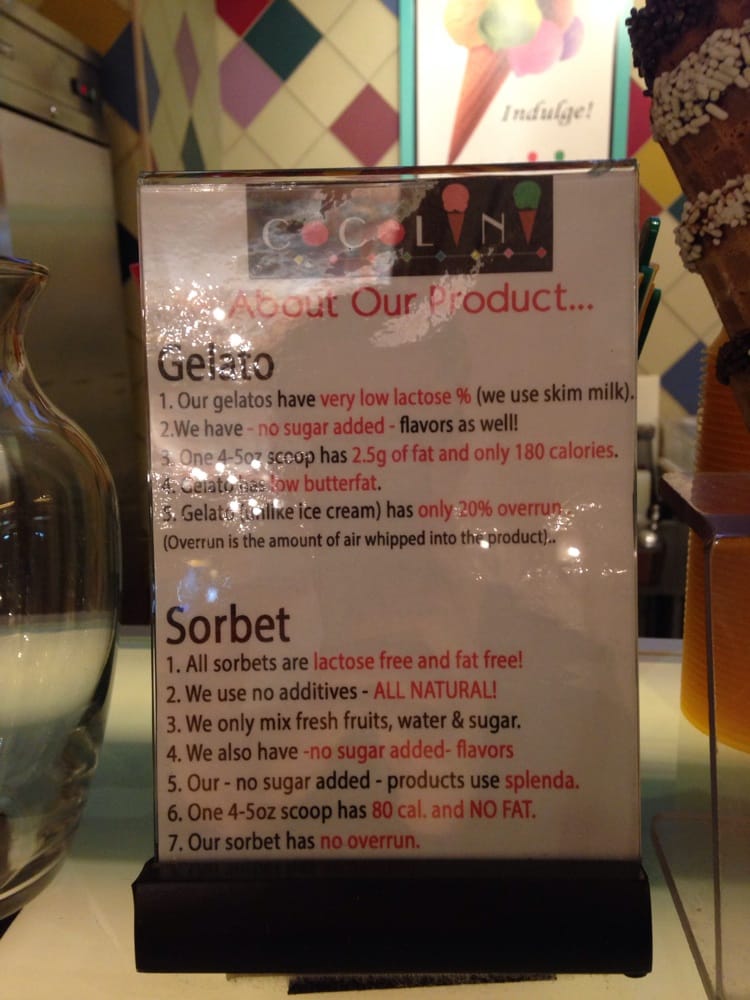 Indulge!
COCOLINI
About Our Product...
Gelato
1. Our gelatos have very low lactose % (we use skim milk).
2.We have - no sugar added - flavors as well!
3. One 4-5oz scoop has 2.5g of fat and only 180 calories.
4. Gelato has low butterfat.
5. Gelato (unlike ice cream) has only 20% overrun.
(Overrun is the amount of air whipped into the product)..
Sorbet
1. All sorbets are lactose free and fat free!
2. We use no additives - ALL NATURAL!
3. We only mix fresh fruits, water & sugar.
4. We also have -no sugar added- flavors
5. Our - no sugar added - products use splenda.
6. One 4-5oz scoop has 80 cal. and NO FAT.
7. Our sorbet has no overrun.